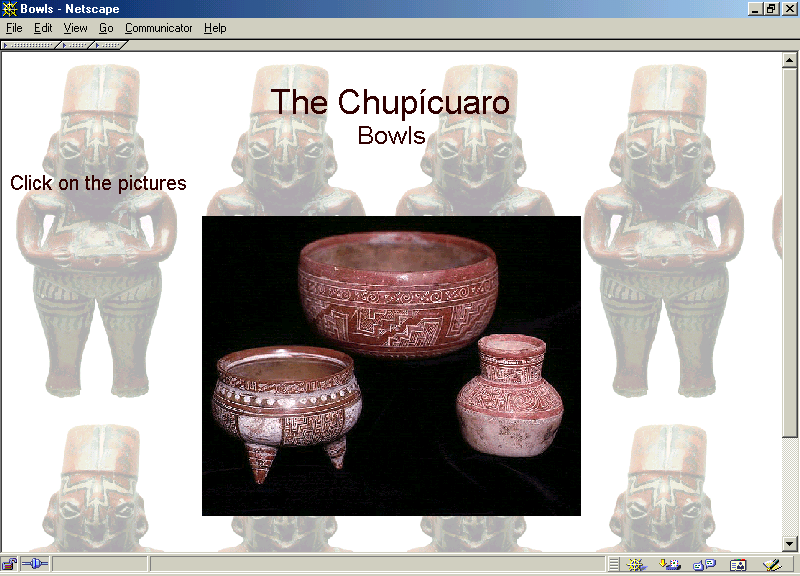 Bowls - Netscape
File Edit View Go Communicator Help
The Chupícuaro
Bowls
Click on the pictures